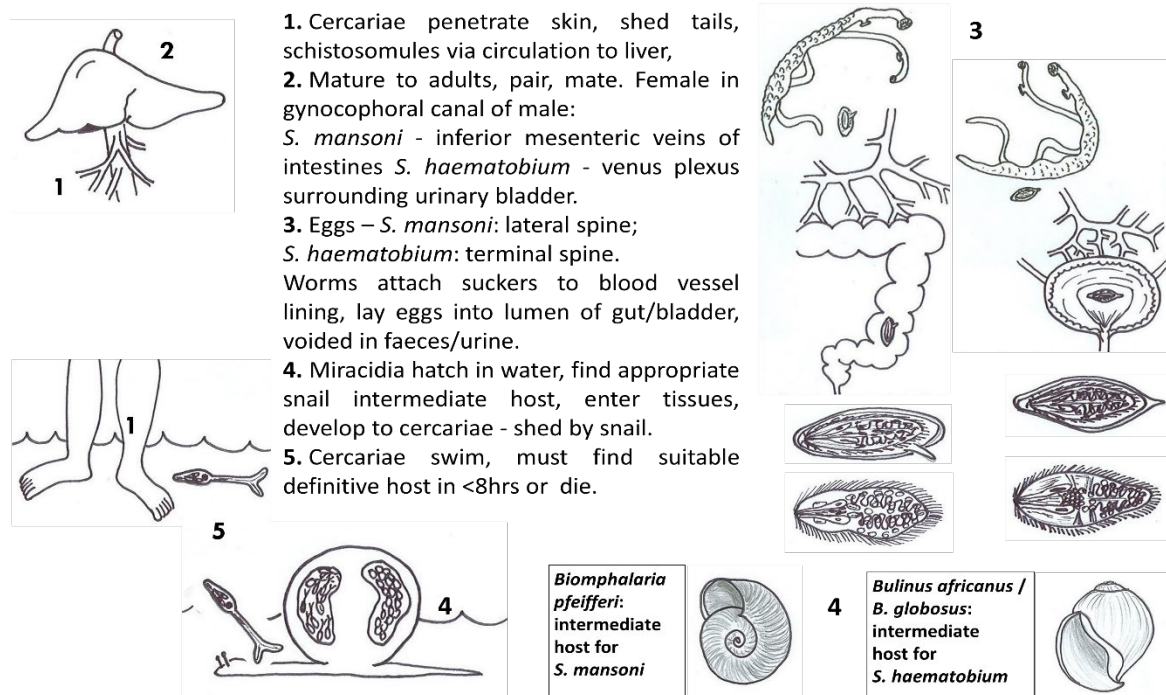 2
1
1. Cercariae penetrate skin, shed tails,
schistosomules via circulation to liver,
2. Mature to adults, pair, mate. Female in
gynocophoral canal of male:
S. mansoni - inferior mesenteric veins of
intestines S. haematobium - venus plexus
surrounding urinary bladder.
3. Eggs – S. mansoni: lateral spine;
S. haematobium: terminal spine.
Worms attach suckers to blood vessel
lining, lay eggs into lumen of gut/bladder,
voided in faeces/urine.
4. Miracidia hatch in water, find appropriate
snail intermediate host, enter tissues,
develop to cercariae - shed by snail.
5. Cercariae swim, must find suitable
definitive host in <8hrs or die.
3
1
5
4
Biomphalaria
pfeifferi:
intermediate
host for
S. mansoni
4
Bulinus africanus /
B. globosus:
intermediate
host for
S. haematobium